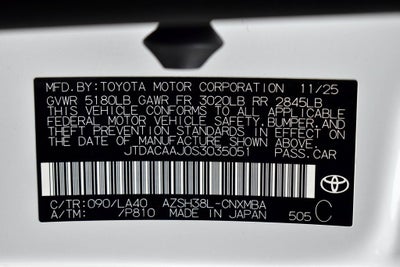 MFD.BY:TOYOTA MOTOR CORPORATION 11/25
GVWR 5180LB GAWR FR 3020LB RR 2845LB
THIS VEHICLE CONFORMS TO ALL APPLICABLE
FEDERAL MOTOR VEHICLE SAFETY,BUMPER,AND
THEFT PREVENTION STANDARDS IN EFFECT ON
THE DATE OF MANUFACTURE SHOWN ABOVE.
JTDACAAJ0S3035051 PASS.CAR
C/TR:090/LA40 AZSH38L-CNXMBA
A/TM: /P810 MADE IN JAPAN 505 C
TOYOTA